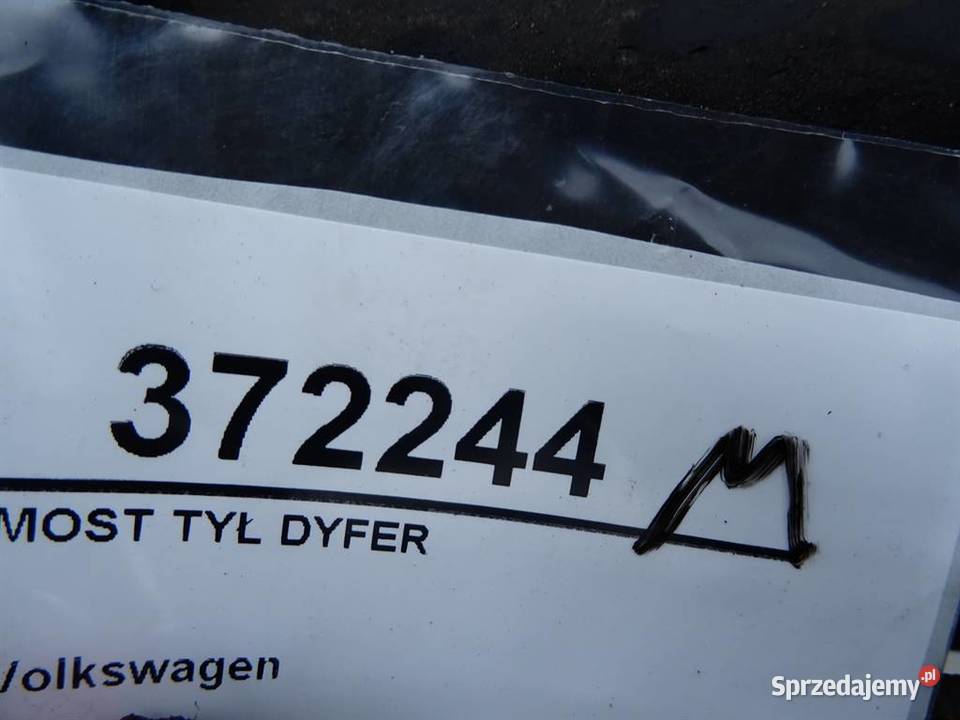 372244 M
MOST TYŁ DYFER
Volkswagen
Sprzedajemy.pl